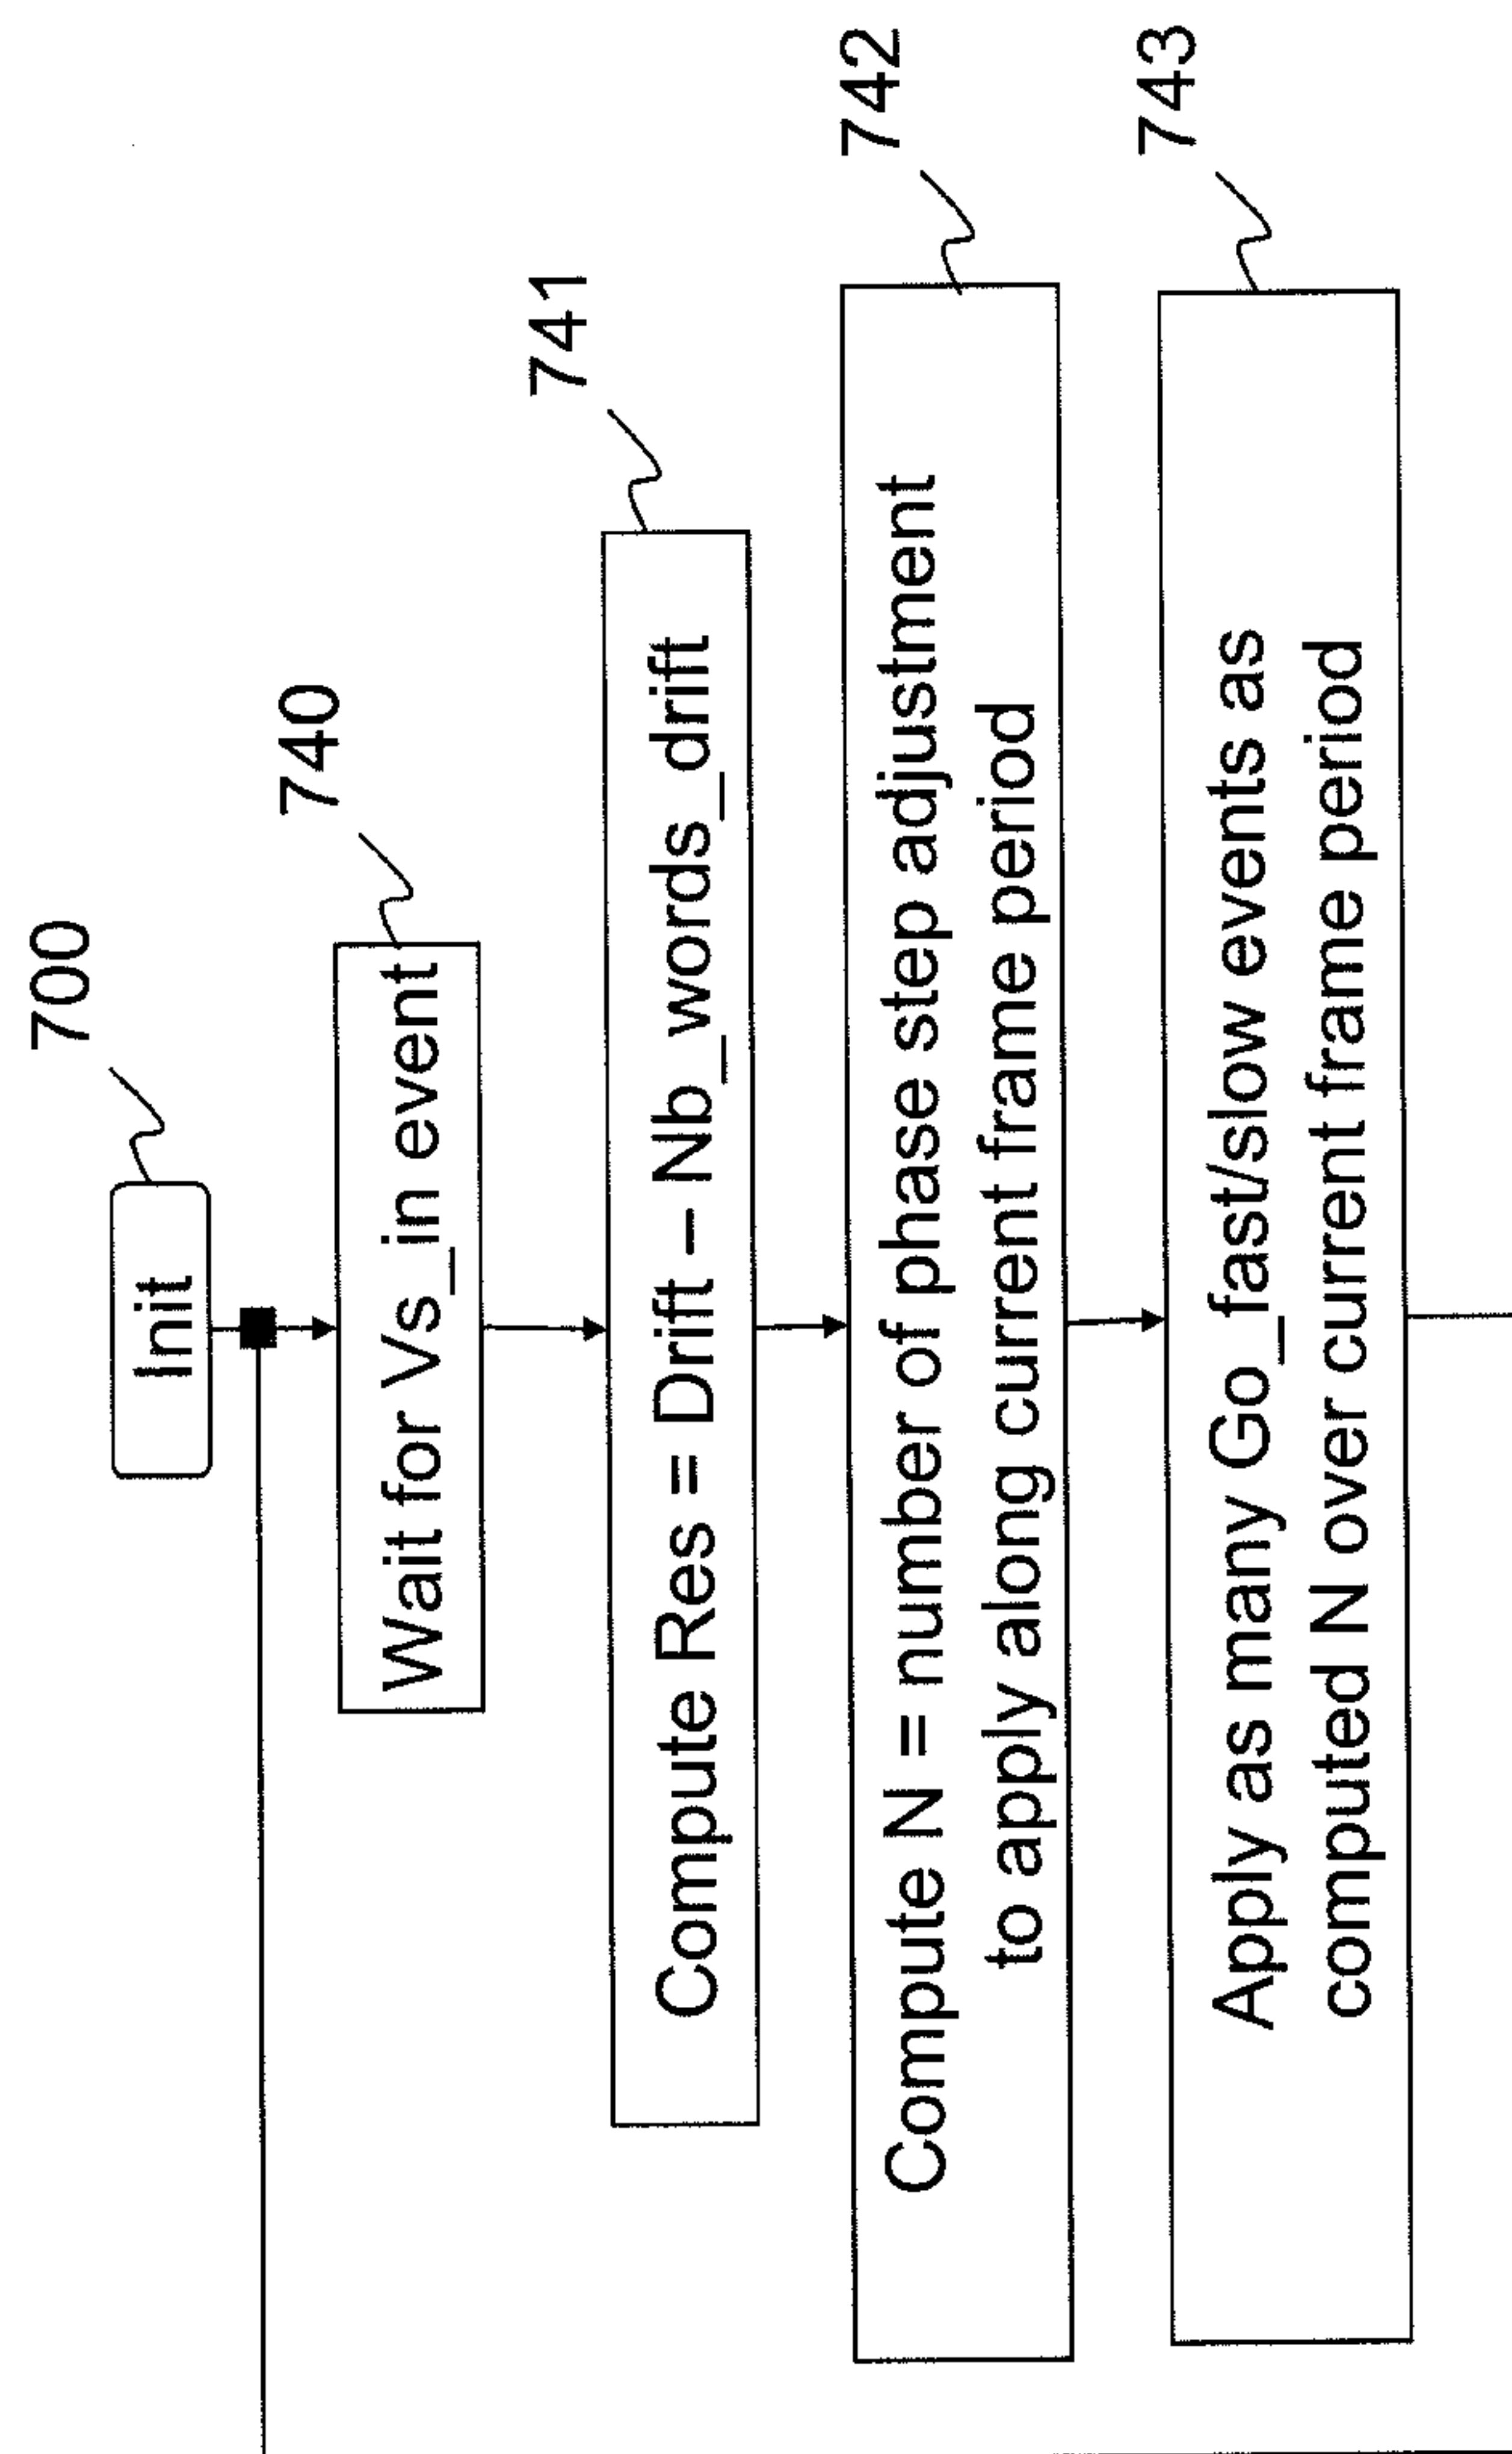 700
Init
740
Wait for Vs_in event
741
Compute Res = Drift – Nb_words_drift
742
Compute N = number of phase step adjustment
to apply along current frame period
743
Apply as many Go_fast/slow events as
computed N over current frame period